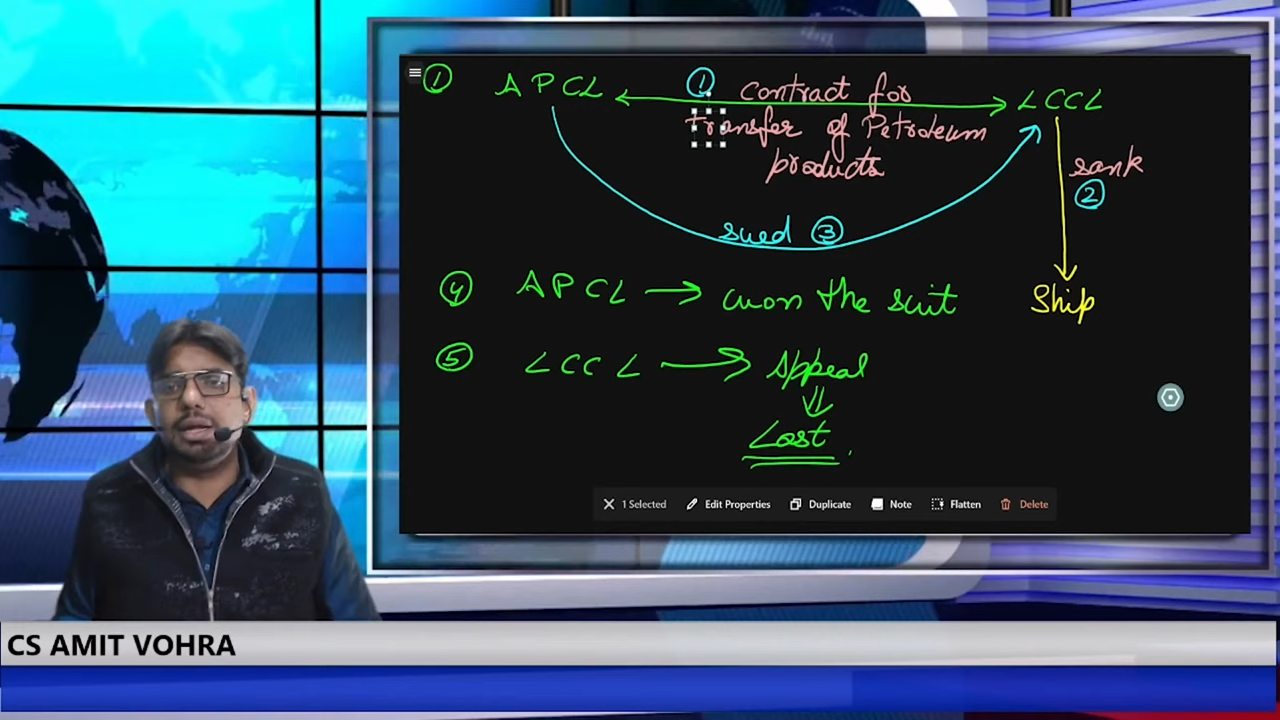 ① APCL ① contract for LCCL
transfer of Petroleum
products
sank
②
sued ③
④ APCL → won the suit
Ship
⑤ LCCL → Appeal
Lost
1 Selected Edit Properties Duplicate Note Flatten Delete
CS AMIT VOHRA